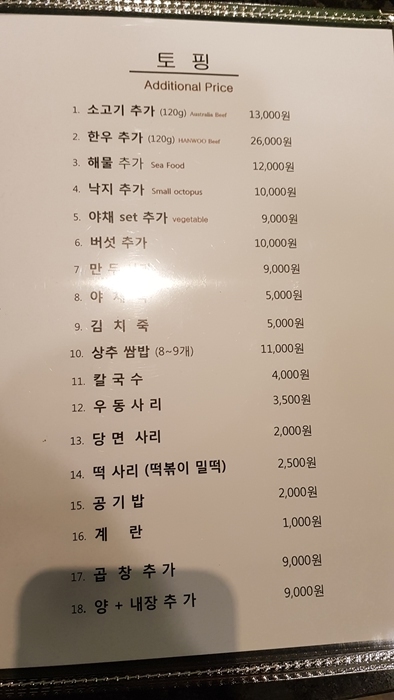 토 핑
Additional Price
1. 소고기 추가 (120g) Australia Beef 13,000원
2. 한우 추가 (120g) HANWOO Beef 26,000원
3. 해물 추가 Sea Food 12,000원
4. 낙지 추가 Small octopus 10,000원
5. 야채 set 추가 vegetable 9,000원
6. 버섯 추가 10,000원
7. 만 두 9,000원
8. 야 채 죽 5,000원
9. 김 치 죽 5,000원
10. 상추 쌈밥 (8~9개) 11,000원
11. 칼 국 수 4,000원
12. 우 동 사 리 3,500원
13. 당 면 사리 2,000원
14. 떡 사리 (떡볶이 밀떡) 2,500원
15. 공 기 밥 2,000원
16. 계 란 1,000원
17. 곱 창 추 가 9,000원
18. 양 + 내장 추 가 9,000원